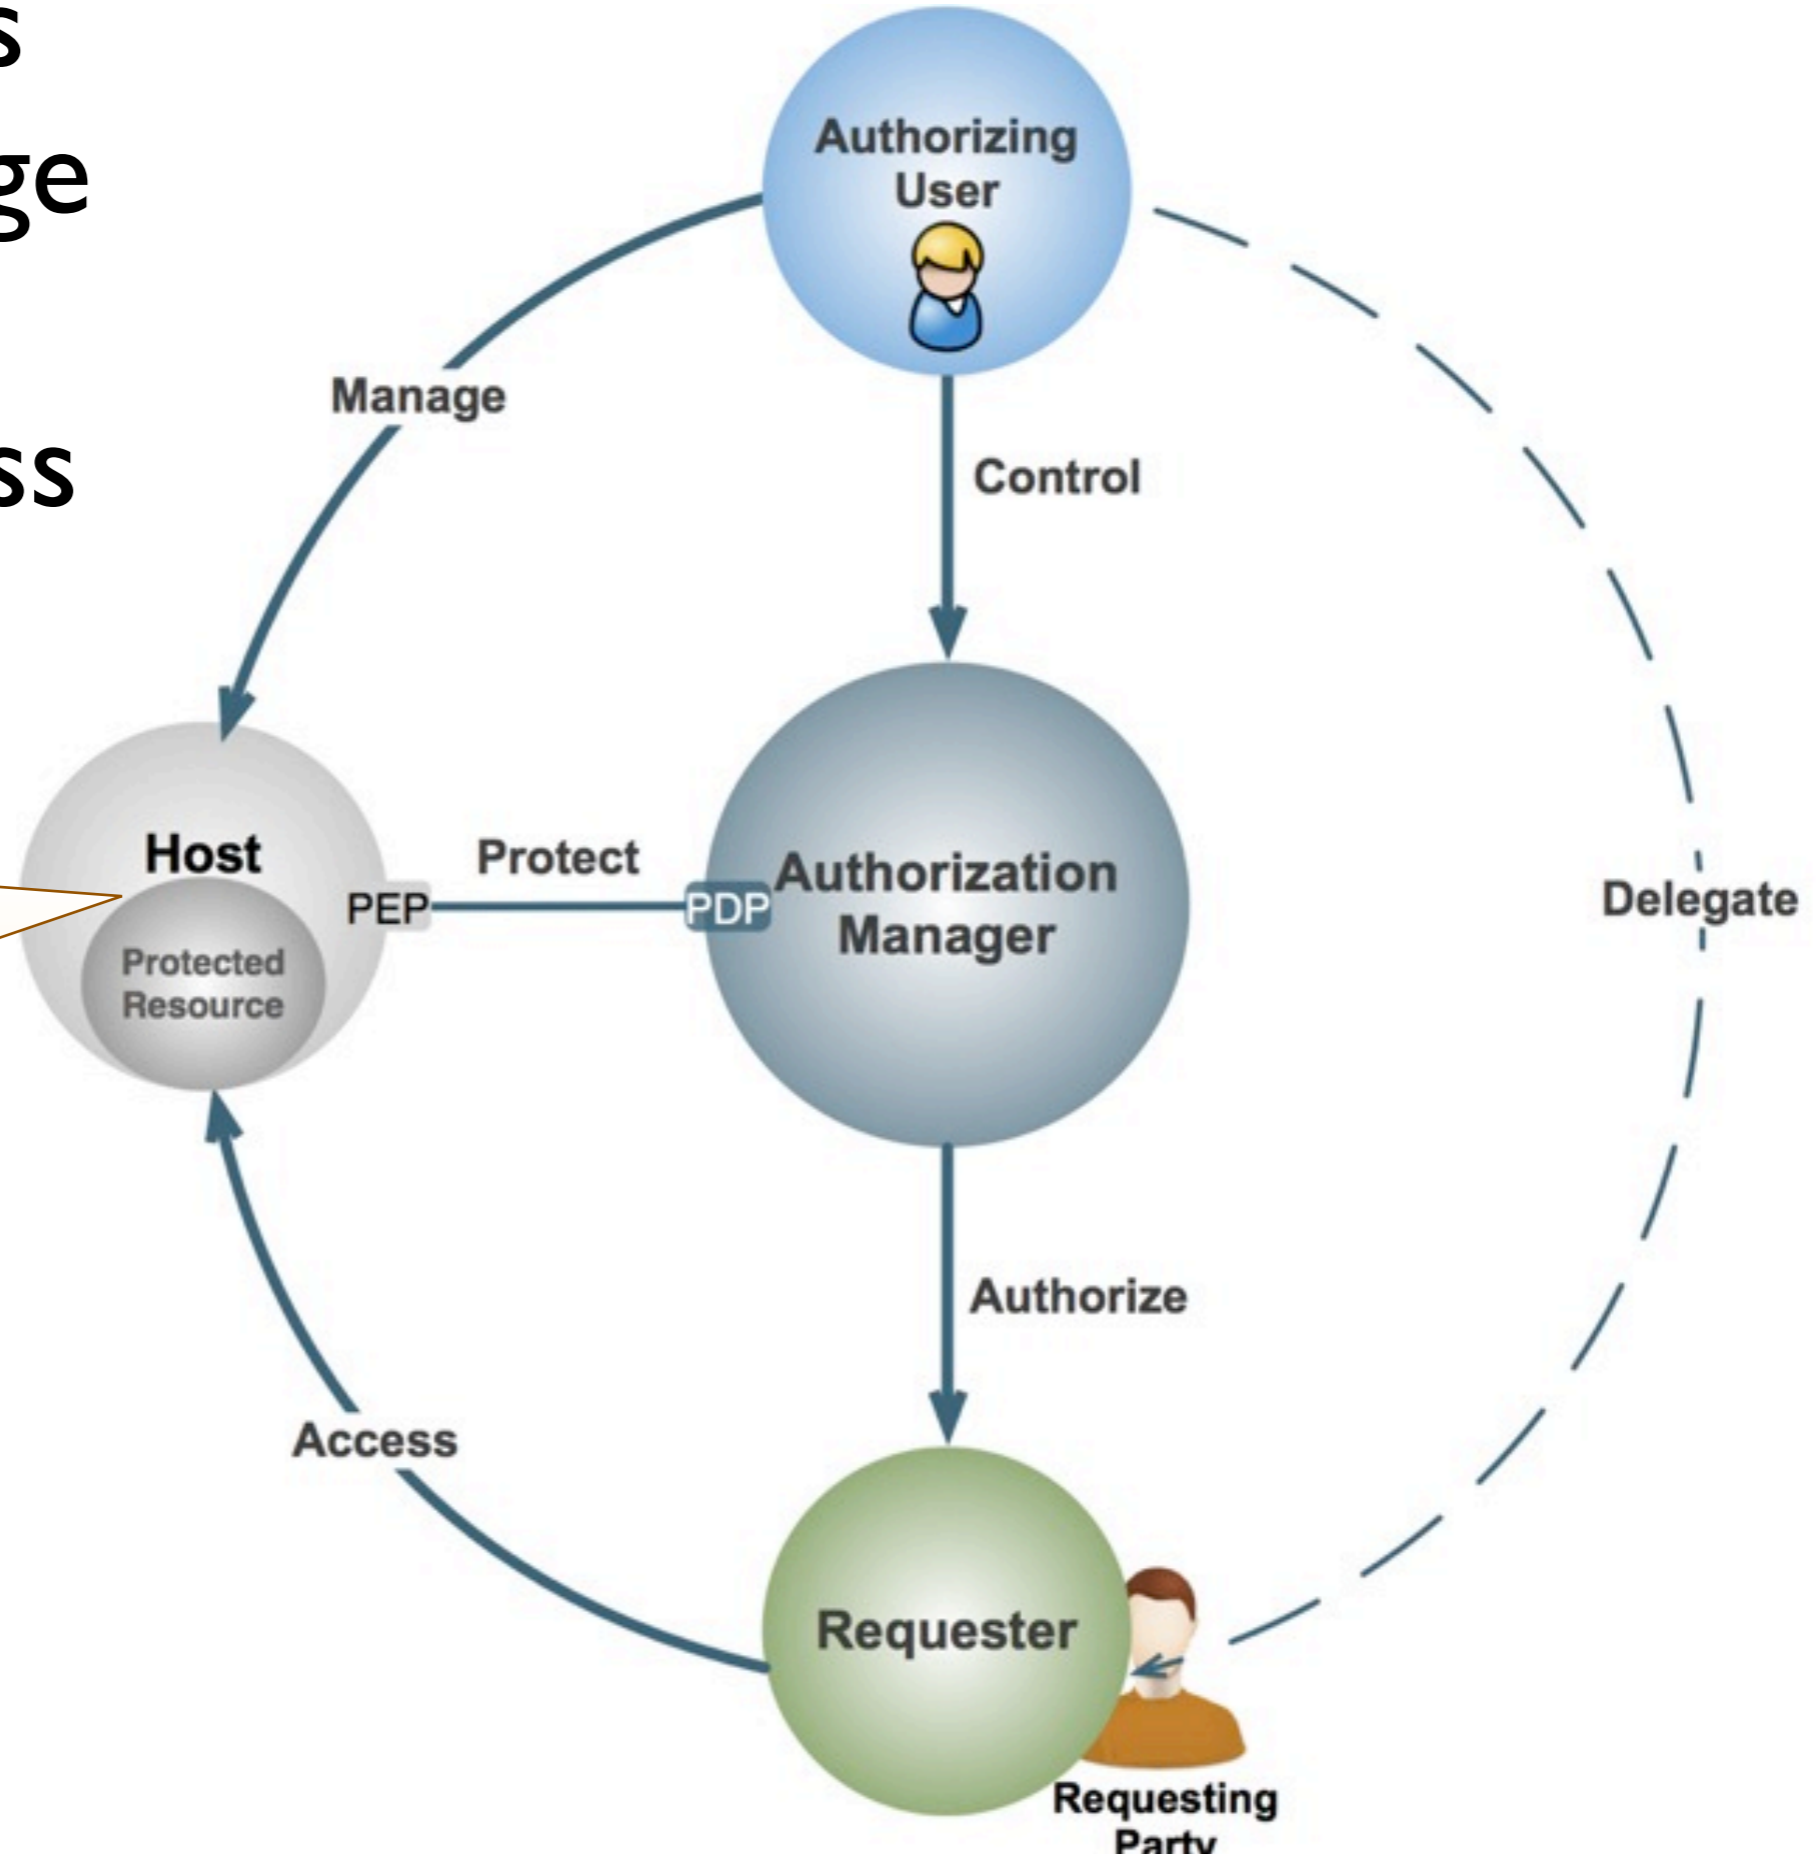 s
ge
ss
Authorizing
User
Manage
Control
Host
Protect
PEP
PDP
Authorization
Manager
Protected
Resource
Delegate
Authorize
Access
Requester
Requesting
Party